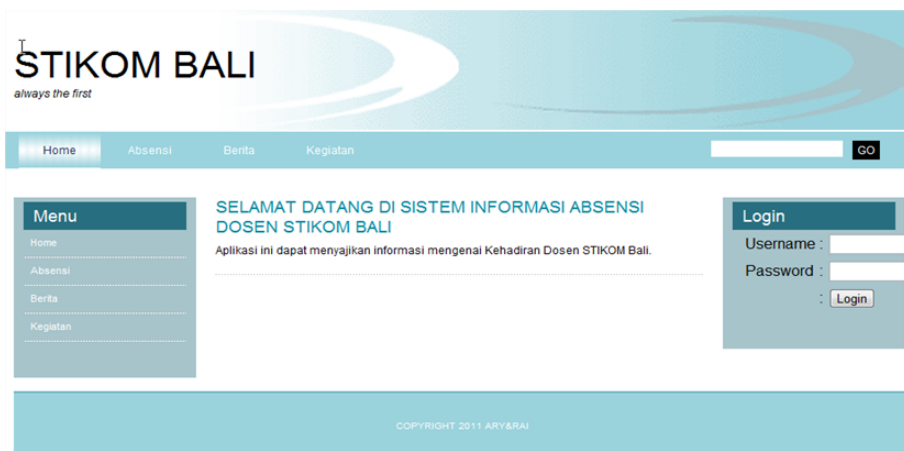 STIKOM BALI
always the first
Home Absensi Berita Kegiatan GO
Menu
Home
Absensi
Berita
Kegiatan
SELAMAT DATANG DI SISTEM INFORMASI ABSENSI
DOSEN STIKOM BALI
Aplikasi ini dapat menyajikan informasi mengenai Kehadiran Dosen STIKOM Bali.
Login
Username :
Password :
: Login
COPYRIGHT 2011 ARY&RAI